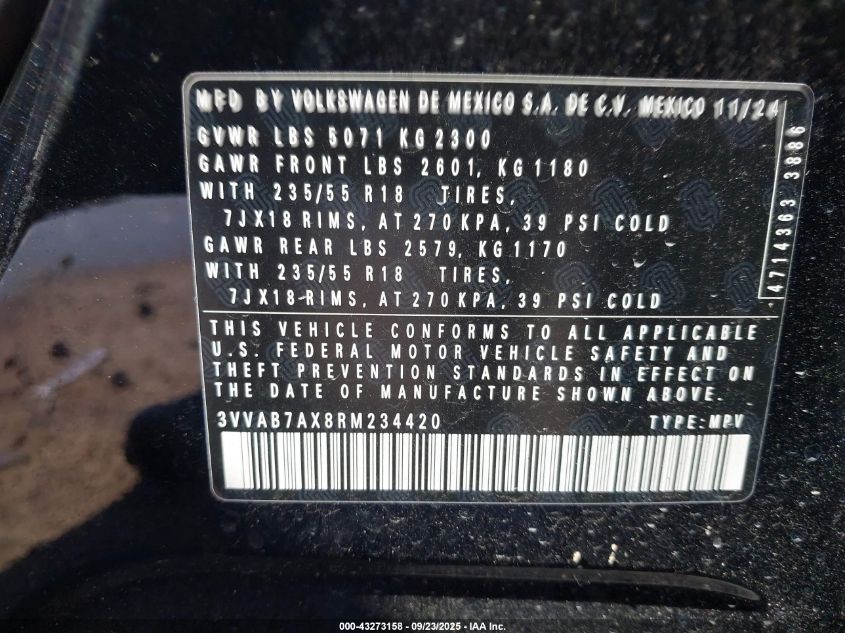 MFD BY VOLKSWAGEN DE MEXICO S.A. DE C.V. MEXICO 11/24
GVWR LBS 5071 KG 2300
GAWR FRONT LBS 2601, KG 1180
WITH 235/55 R18 TIRES,
7JX18 RIMS, AT 270 KPA, 39 PSI COLD
GAWR REAR LBS 2579, KG 1170
WITH 235/55 R18 TIRES,
7JX18 RIMS, AT 270 KPA, 39 PSI COLD
4714363 3886
THIS VEHICLE CONFORMS TO ALL APPLICABLE
U.S. FEDERAL MOTOR VEHICLE SAFETY AND
THEFT PREVENTION STANDARDS IN EFFECT ON
THE DATE OF MANUFACTURE SHOWN ABOVE.
3VVAB7AX8RM234420 TYPE: MPV
000-43273158 - 09/23/2025 - IAA Inc.